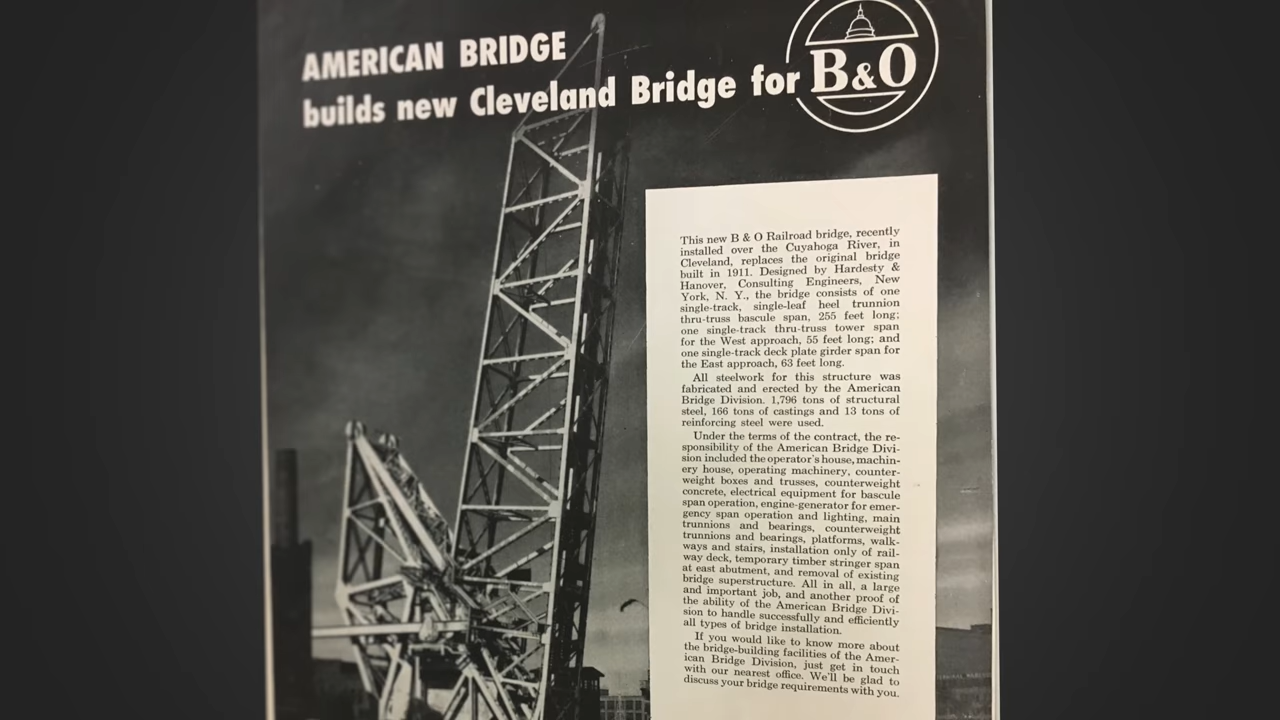 AMERICAN BRIDGE
builds new Cleveland Bridge for B&O
This new B & O Railroad bridge, recently
installed over the Cuyahoga River, in
Cleveland, replaces the original bridge
built in 1911. Designed by Hardesty &
Hanover, Consulting Engineers, New
York, N. Y., the bridge consists of one
single-track, single-leaf heel trunnion
thru-truss bascule span, 255 feet long;
one single-track thru-truss tower span
for the West approach, 55 feet long; and
one single-track deck plate girder span for
the East approach, 63 feet long.
All steelwork for this structure was
fabricated and erected by the American
Bridge Division. 1,796 tons of structural
steel, 166 tons of castings and 13 tons of
reinforcing steel were used.
Under the terms of the contract, the re-
sponsibility of the American Bridge Divi-
sion included the operator's house, machin-
ery house, operating machinery, counter-
weight boxes and trusses, counterweight
concrete, electrical equipment for bascule
span operation, engine-generator for emer-
gency span operation and lighting, main
trunnions and bearings, counterweight
trunnions and bearings, platforms, walk-
ways and stairs, installation only of rail-
way deck, temporary timber stringer span
at east abutment, and removal of existing
bridge superstructure. All in all, a large
and important job, and another proof of
the ability of the American Bridge Divi-
sion to handle successfully and efficiently
all types of bridge installation.
If you would like to know more about
the bridge-building facilities of the Amer-
ican Bridge Division, just get in touch
with our nearest office. We'll be glad to
discuss your bridge requirements with you.